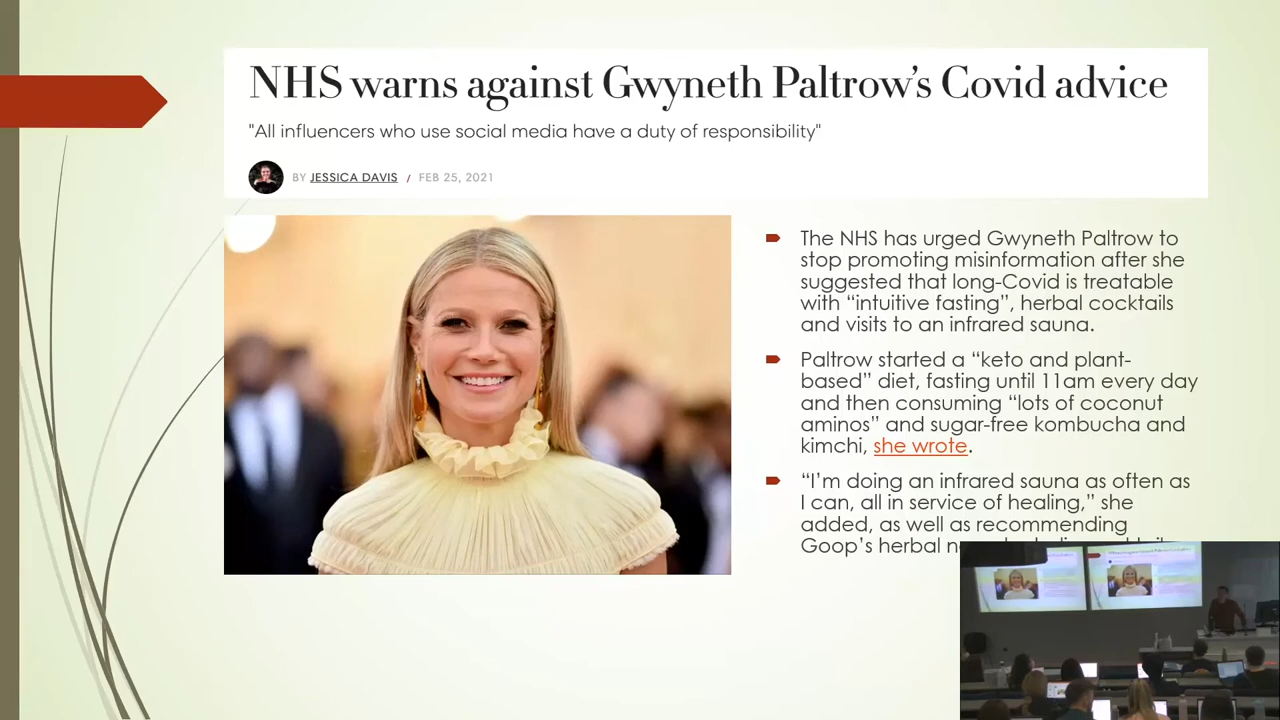 NHS warns against Gwyneth Paltrow’s Covid advice
"All influencers who use social media have a duty of responsibility"
BY JESSICA DAVIS / FEB 25, 2021
The NHS has urged Gwyneth Paltrow to
stop promoting misinformation after she
suggested that long-Covid is treatable
with “intuitive fasting”, herbal cocktails
and visits to an infrared sauna.
Paltrow started a “keto and plant-
based” diet, fasting until 11am every day
and then consuming “lots of coconut
aminos” and sugar-free kombucha and
kimchi, she wrote.
“I’m doing an infrared sauna as often as
I can, all in service of healing,” she
added, as well as recommending
Goop’s herbal